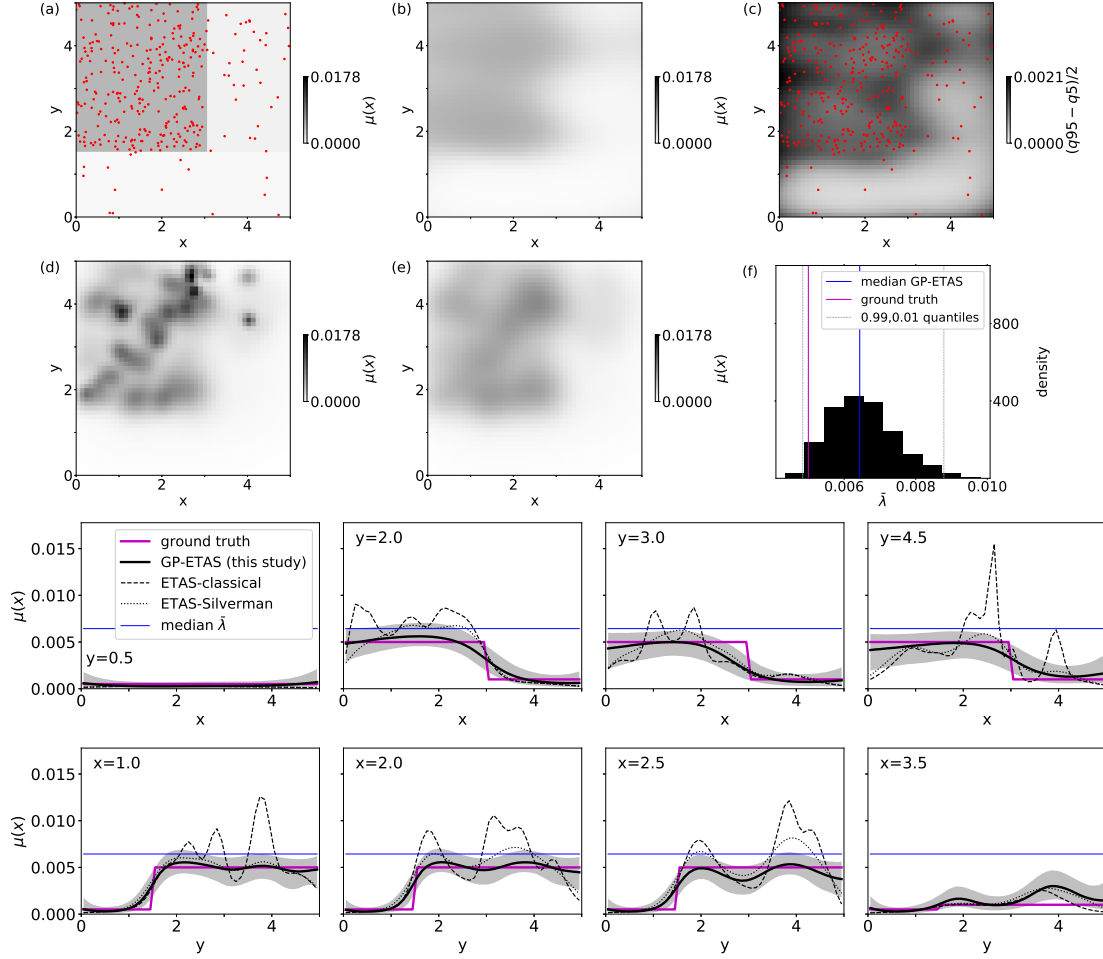 (a)
(b)
(c)
4
2
0
y
0 2 4
x
0.0178
0.0000
μ(x)
4
2
0
y
0 2 4
x
0.0178
0.0000
μ(x)
0 2 4
x
0.0021
0.0000
(q95 − q5)/2
(d)
(e)
(f)
4
2
0
y
0 2 4
x
0.0178
0.0000
μ(x)
4
2
0
y
0 2 4
x
0.0178
0.0000
μ(x)
median GP-ETAS
ground truth
0.99,0.01 quantiles
800
400
density
0.006 0.008 0.010
λ̄
0.015
0.010
0.005
0.000
μ(x)
ground truth
GP-ETAS (this study)
ETAS-classical
ETAS-Silverman
median λ̄
y=0.5
y=2.0
y=3.0
y=4.5
0 2 4
x
0 2 4
x
0 2 4
x
0 2 4
x
0.015
0.010
0.005
0.000
μ(x)
x=1.0
x=2.0
x=2.5
x=3.5
0 2 4
y
0 2 4
y
0 2 4
y
0 2 4
y